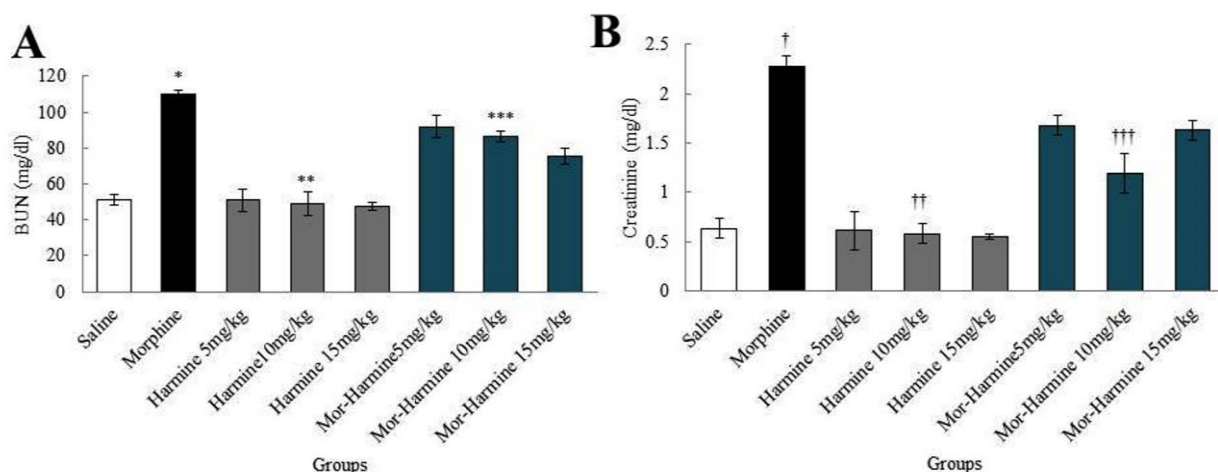 A
BUN (mg/dl)
120
100
80
60
40
20
0
*
**
***
Saline
Morphine
Harmine 5mg/kg
Harmine10mg/kg
Harmine 15mg/kg
Mor-Harmine5mg/kg
Mor-Harmine 10mg/kg
Mor-Harmine 15mg/kg
Groups
B
Creatinine (mg/dl)
2.5
2
1.5
1
0.5
0
†
††
†††
Saline
Morphine
Harmine 5mg/kg
Harmine 10mg/kg
Harmine 15mg/kg
Mor-Harmine5mg/kg
Mor-Harmine 10mg/kg
Mor-Harmine 15mg/kg
Groups